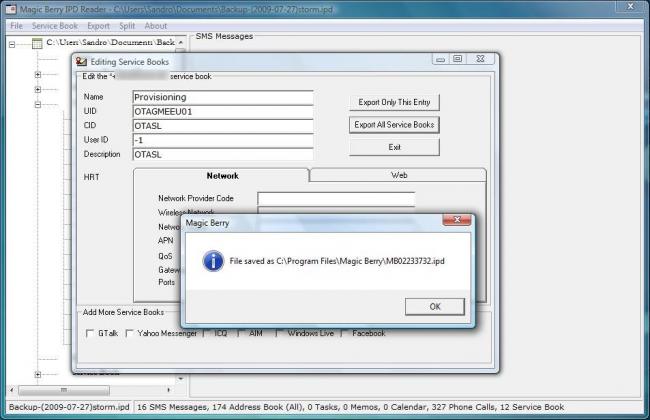 Magic Berry IPD Reader - C:\Users\Sandro\Documents\Backup-(2009-07-27)storm.ipd
File Service Book Export Split About
C:\Users\Sandro\Documents\Back
SMS Messages
Editing Service Books
Edit the service book
Name Provisioning
UID OTAGMEEU01
CID OTASL
User ID -1
Description OTASL
Export Only This Entry
Export All Service Books
Exit
HRT
Network Web
Network Provider Code
Wireless Network
Netwo
APN
QoS
Gatew
Ports
Magic Berry
File saved as C:\Program Files\Magic Berry\MB02233732.ipd
OK
Add More Service Books
GTalk Yahoo Messenger ICQ AIM Windows Live Facebook
Service Book
Backup-(2009-07-27)storm.ipd 16 SMS Messages, 174 Address Book (All), 0 Tasks, 0 Memos, 0 Calendar, 327 Phone Calls, 12 Service Book